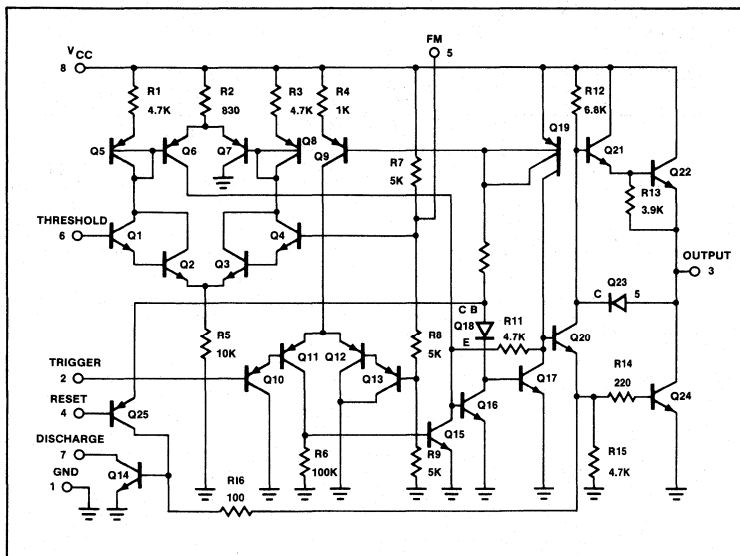 FM
5
VCC
8
R1
4.7K
R2
830
R3
4.7K
R4
1K
R12
6.8K
Q5
Q6
Q7
Q8
Q9
Q19
Q21
Q22
R7
5K
R13
3.9K
THRESHOLD
6
Q1
Q2
Q3
Q4
OUTPUT
3
Q23
C
5
C B
Q18
E
R11
4.7K
Q20
R5
10K
R8
5K
TRIGGER
2
Q10
Q11
Q12
Q13
R14
220
Q24
RESET
4
Q25
Q16
Q17
Q15
DISCHARGE
7
Q14
R6
100K
R9
5K
R15
4.7K
GND
1
R16
100